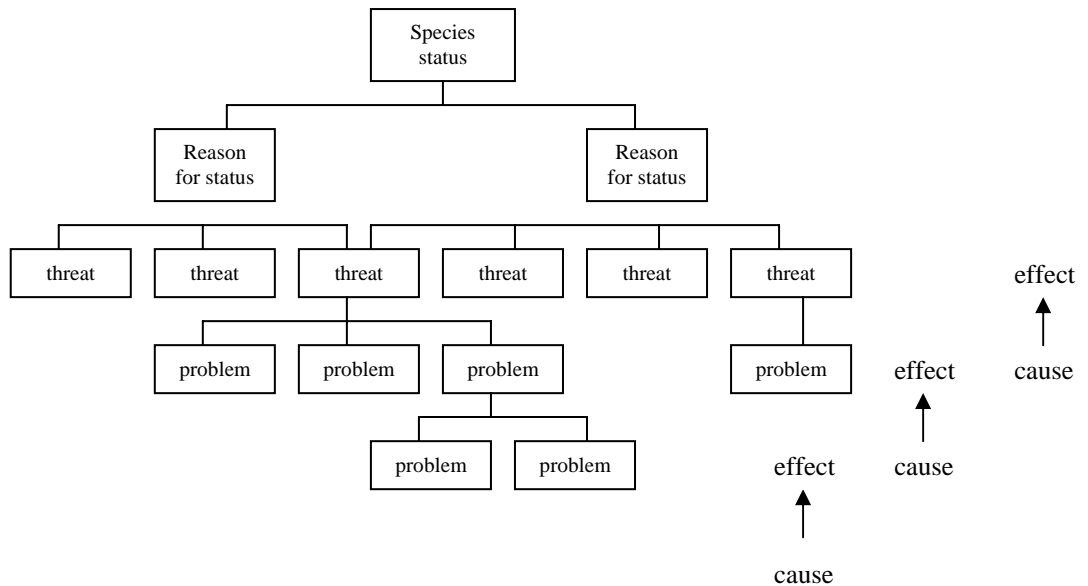 Species
status
Reason
for status
Reason
for status
threat
threat
threat
threat
threat
threat
effect
problem
problem
problem
problem
effect
cause
problem
problem
effect
cause
cause